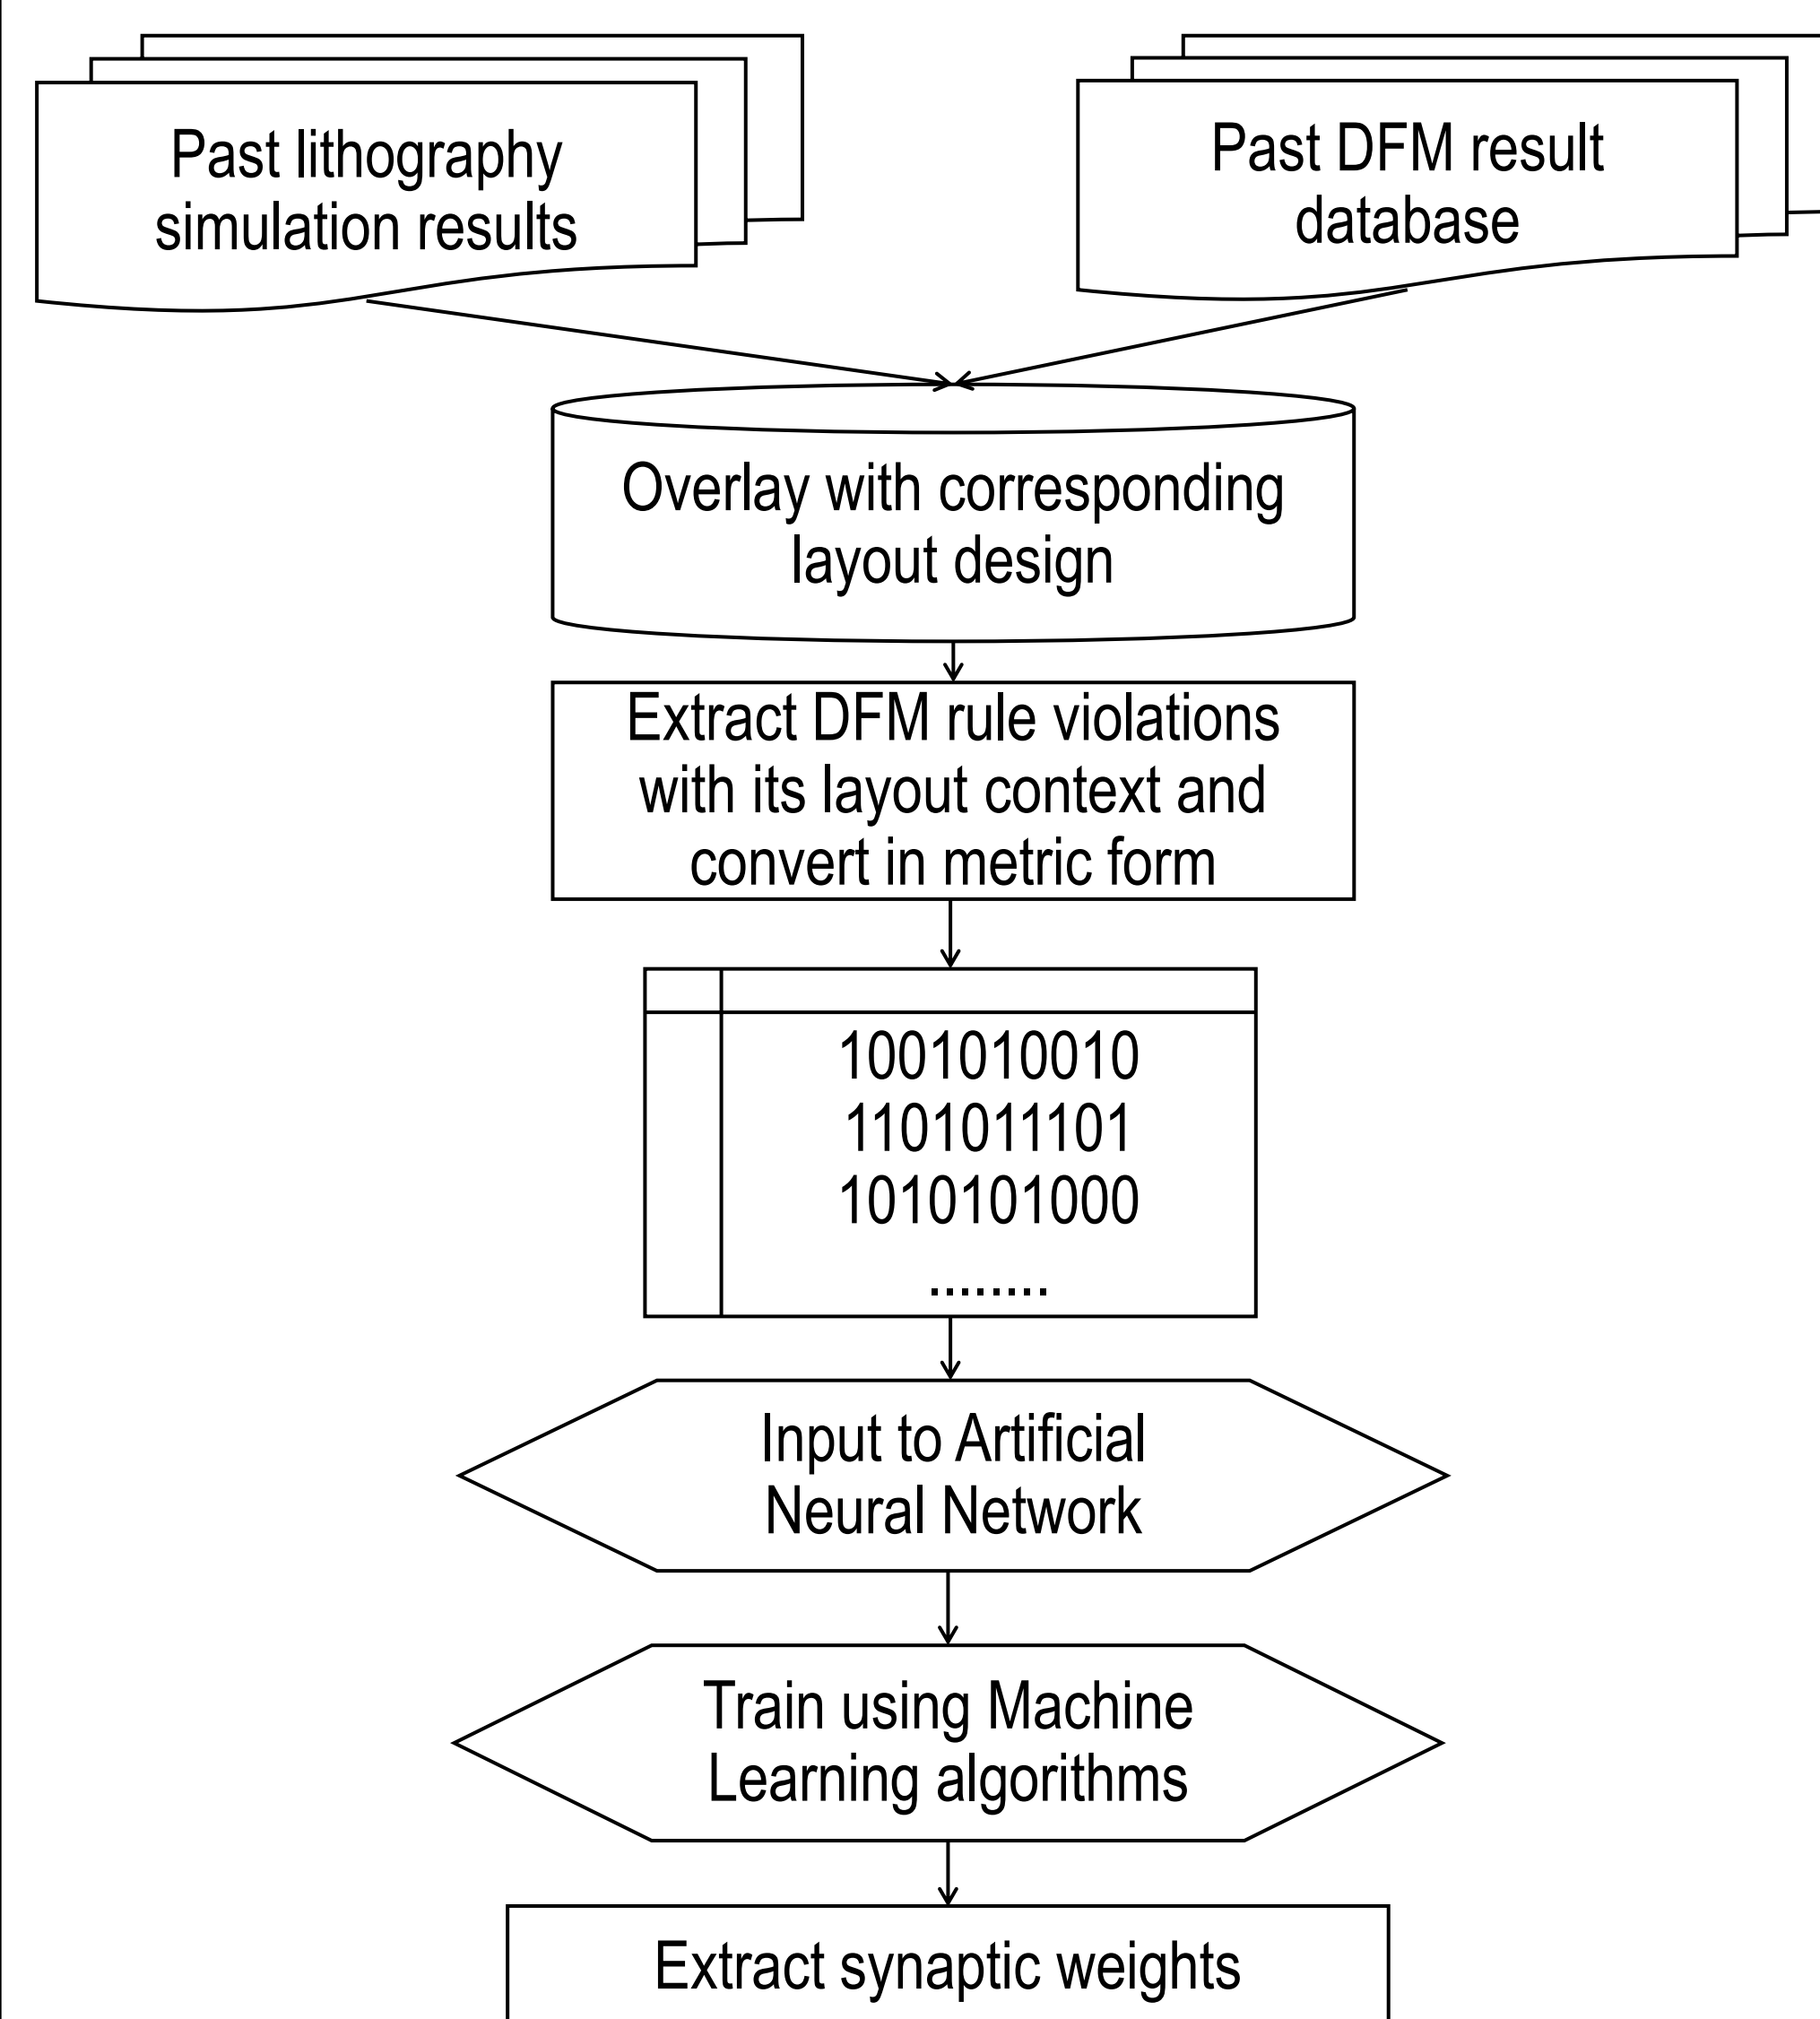 Past lithography
simulation results
Past DFM result
database
Overlay with corresponding
layout design
Extract DFM rule violations
with its layout context and
convert in metric form
1001010010
1101011101
1010101000
........
Input to Artificial
Neural Network
Train using Machine
Learning algorithms
Extract synaptic weights